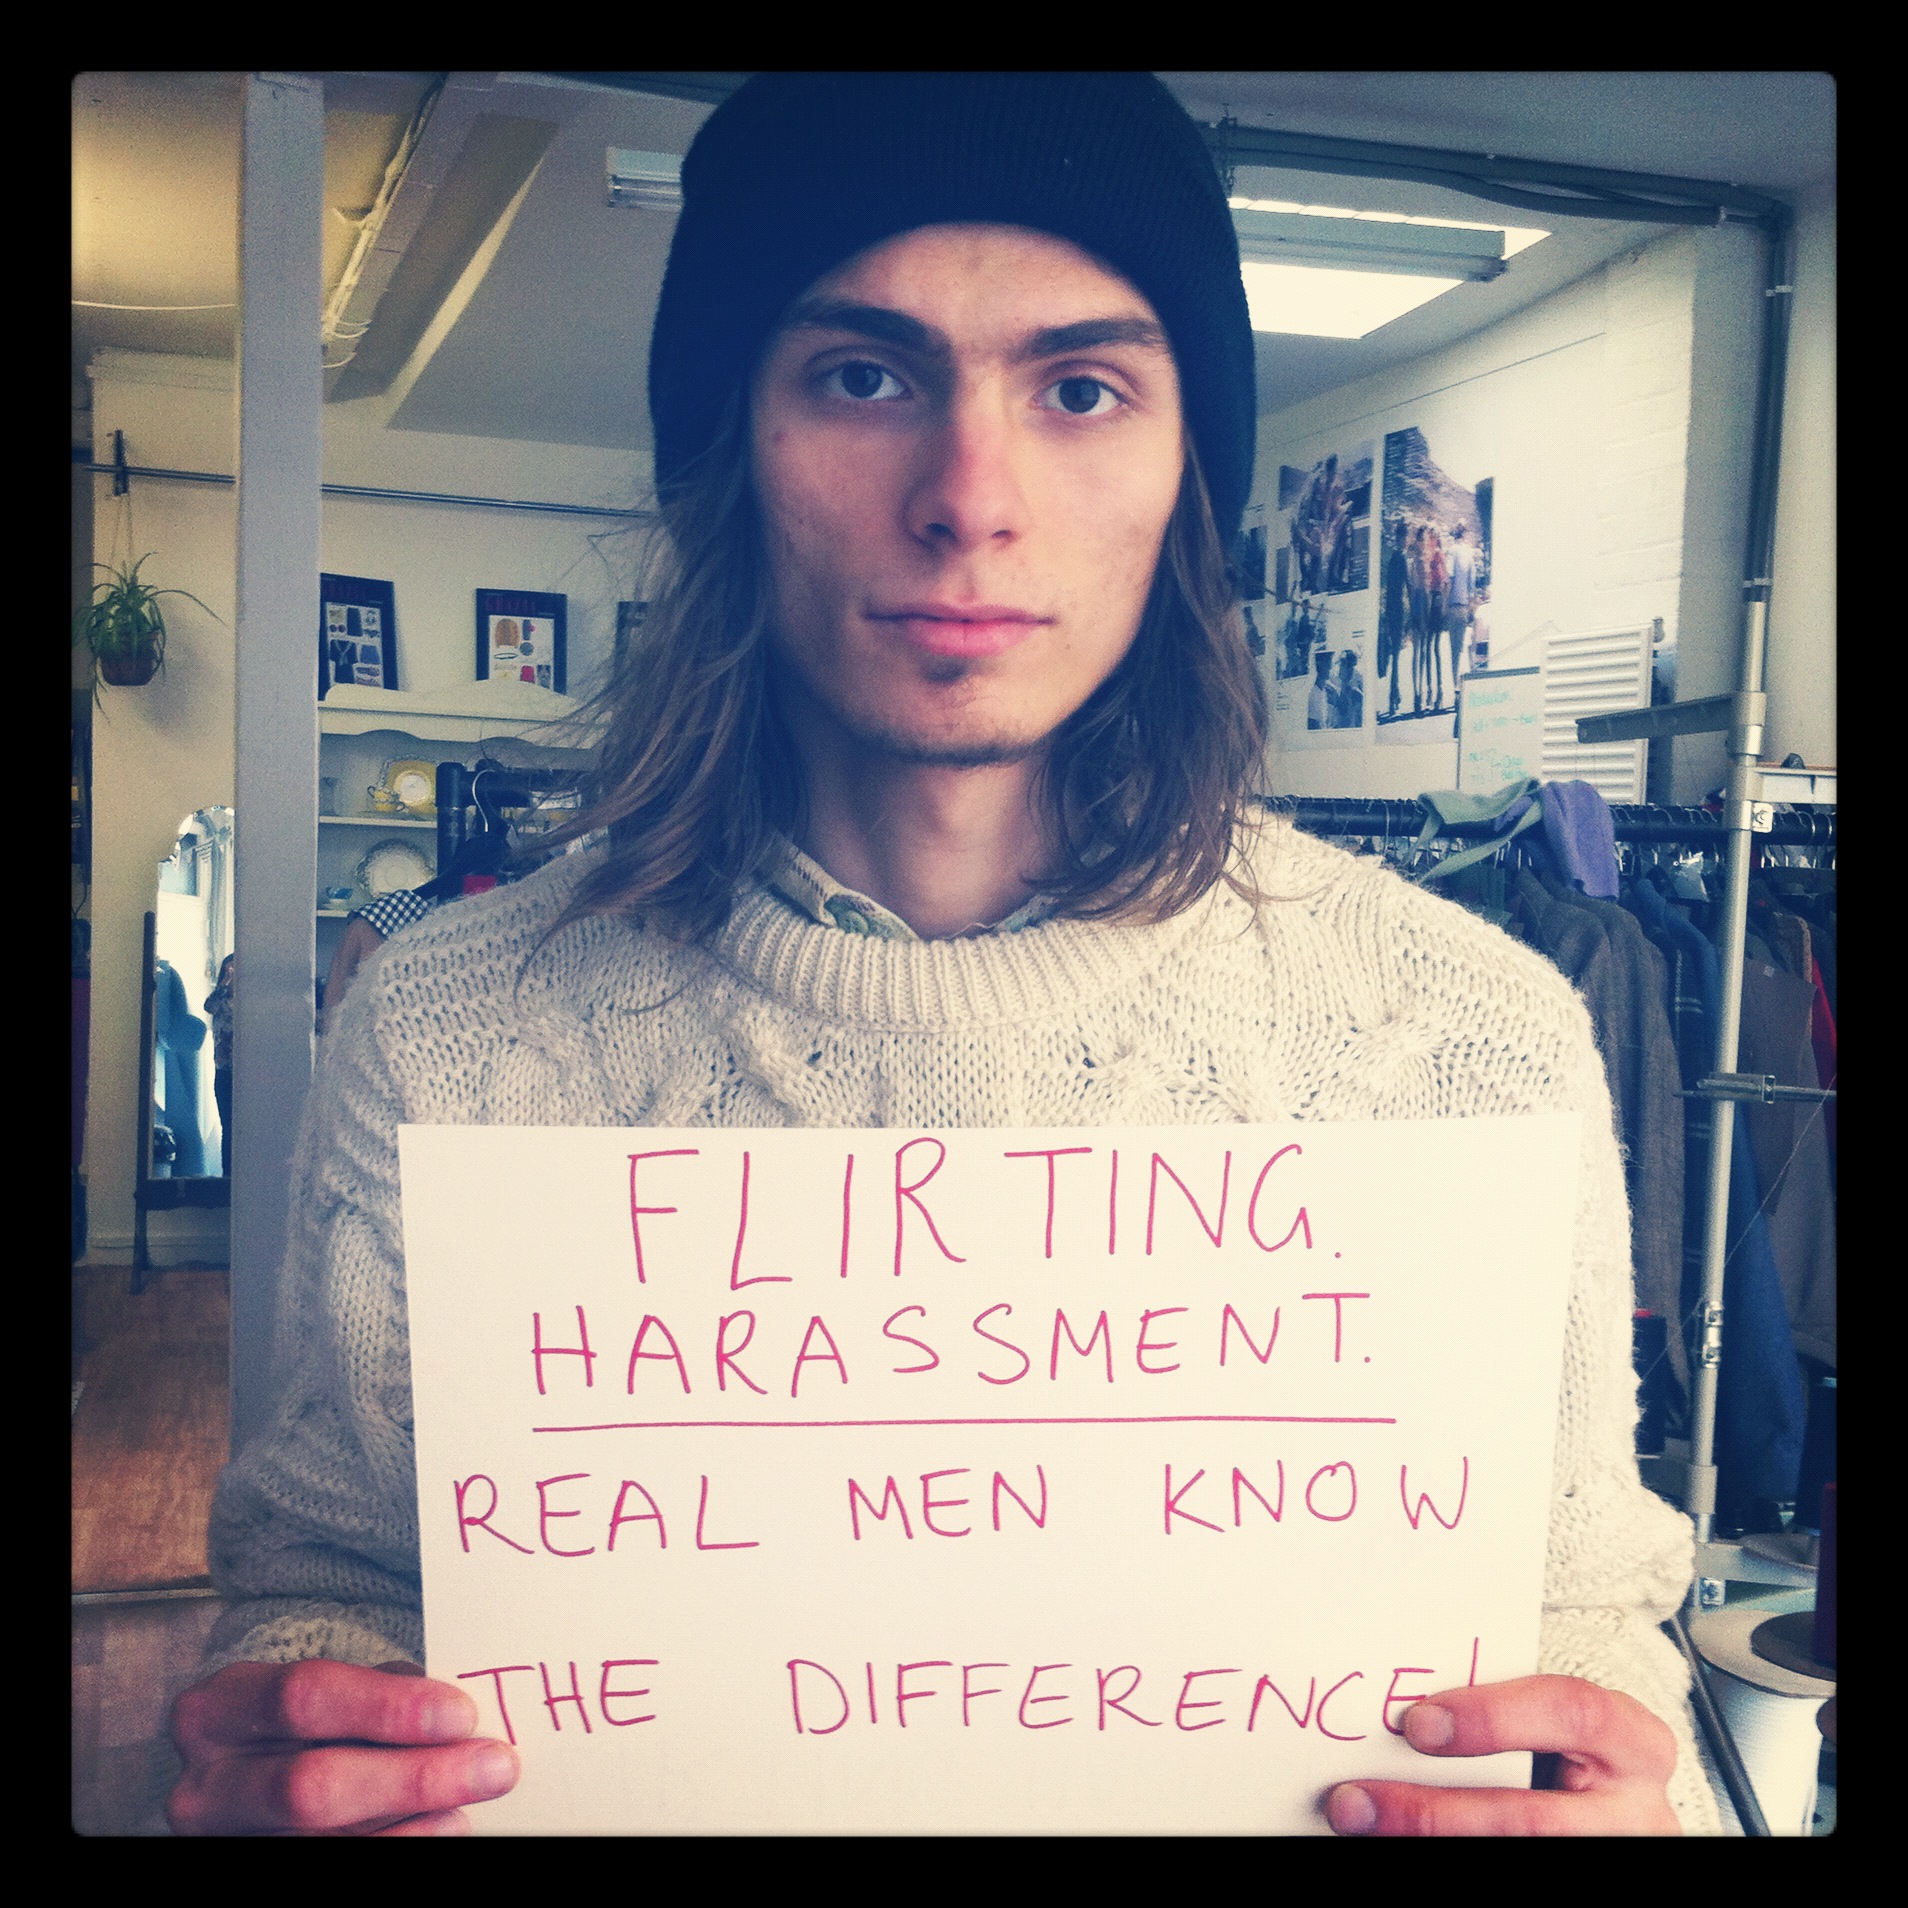 FLIRTING.
HARASSMENT.
REAL MEN KNOW
THE DIFFERENCE!